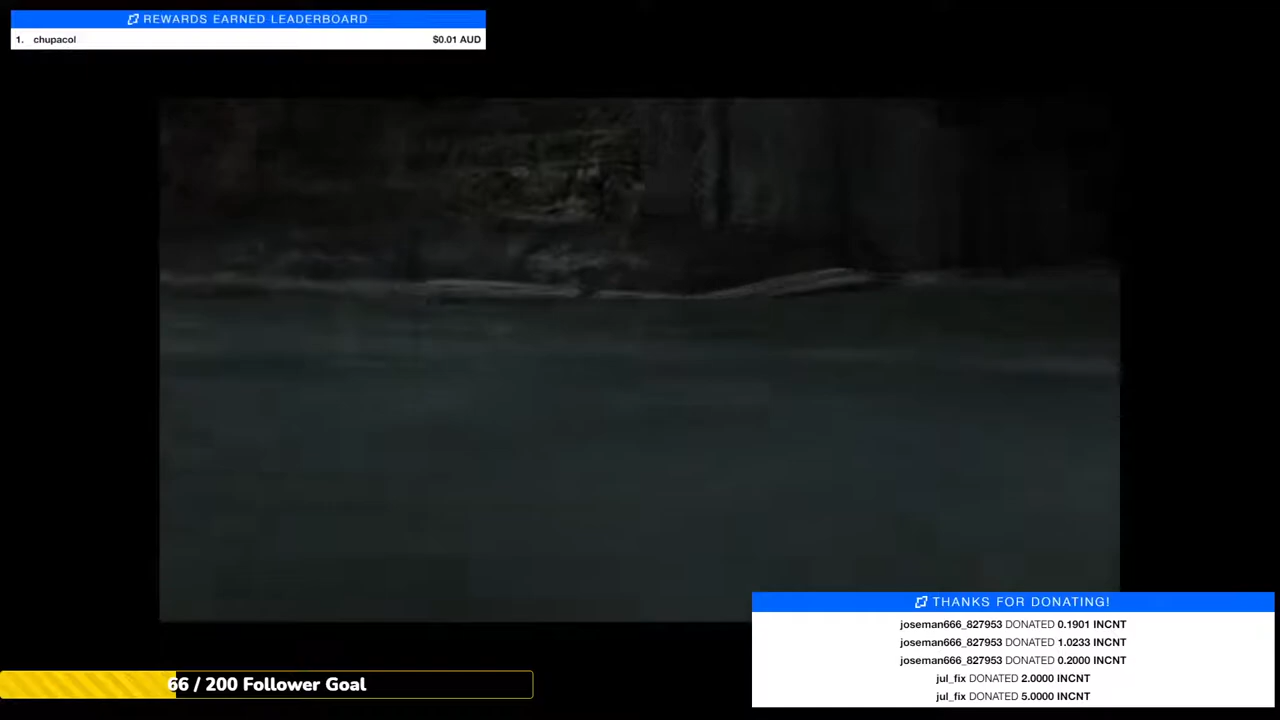 REWARDS EARNED LEADERBOARD
1. chupacol $0.01 AUD
THANKS FOR DONATING!
joseman666_827953 DONATED 0.1901 INCNT
joseman666_827953 DONATED 1.0233 INCNT
joseman666_827953 DONATED 0.2000 INCNT
jul_fix DONATED 2.0000 INCNT
jul_fix DONATED 5.0000 INCNT
66 / 200 Follower Goal